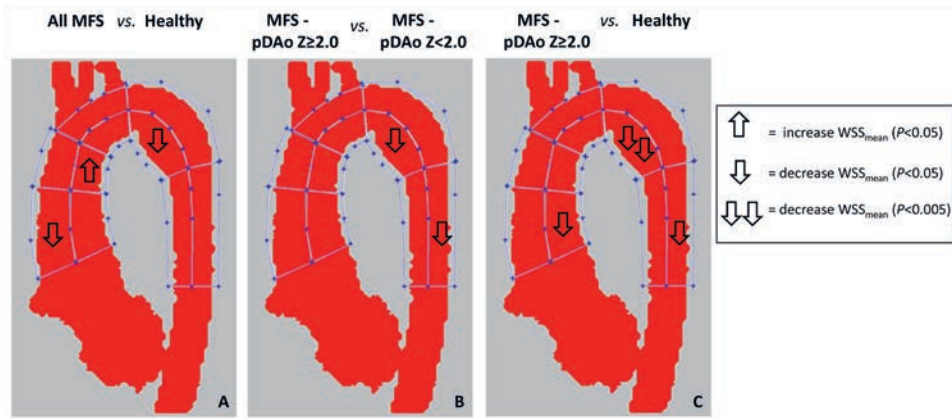 All MFS vs. Healthy
MFS - vs. MFS -
pDAo Z≥2.0 pDAo Z<2.0
MFS - vs. Healthy
pDAo Z≥2.0
A
B
C
= increase WSSmean (P<0.05)
= decrease WSSmean (P<0.05)
= decrease WSSmean (P<0.005)